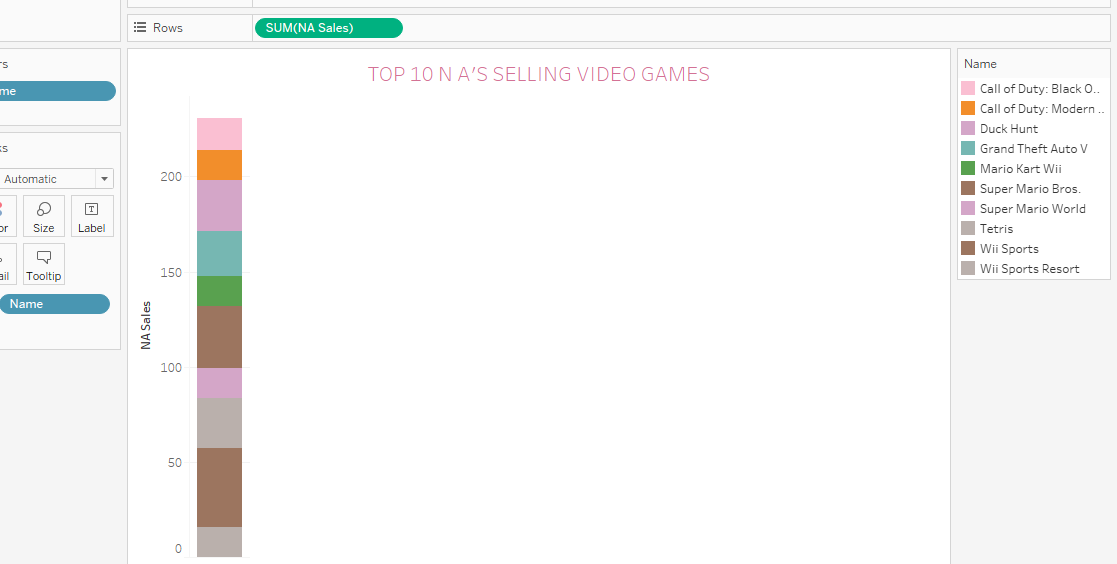 Rows
SUM(NA Sales)
rs
me
ks
Automatic
or
Size
Label
ail
Tooltip
Name
TOP 10 N A'S SELLING VIDEO GAMES
NA Sales
200
150
100
50
0
Name
Call of Duty: Black O..
Call of Duty: Modern ..
Duck Hunt
Grand Theft Auto V
Mario Kart Wii
Super Mario Bros.
Super Mario World
Tetris
Wii Sports
Wii Sports Resort